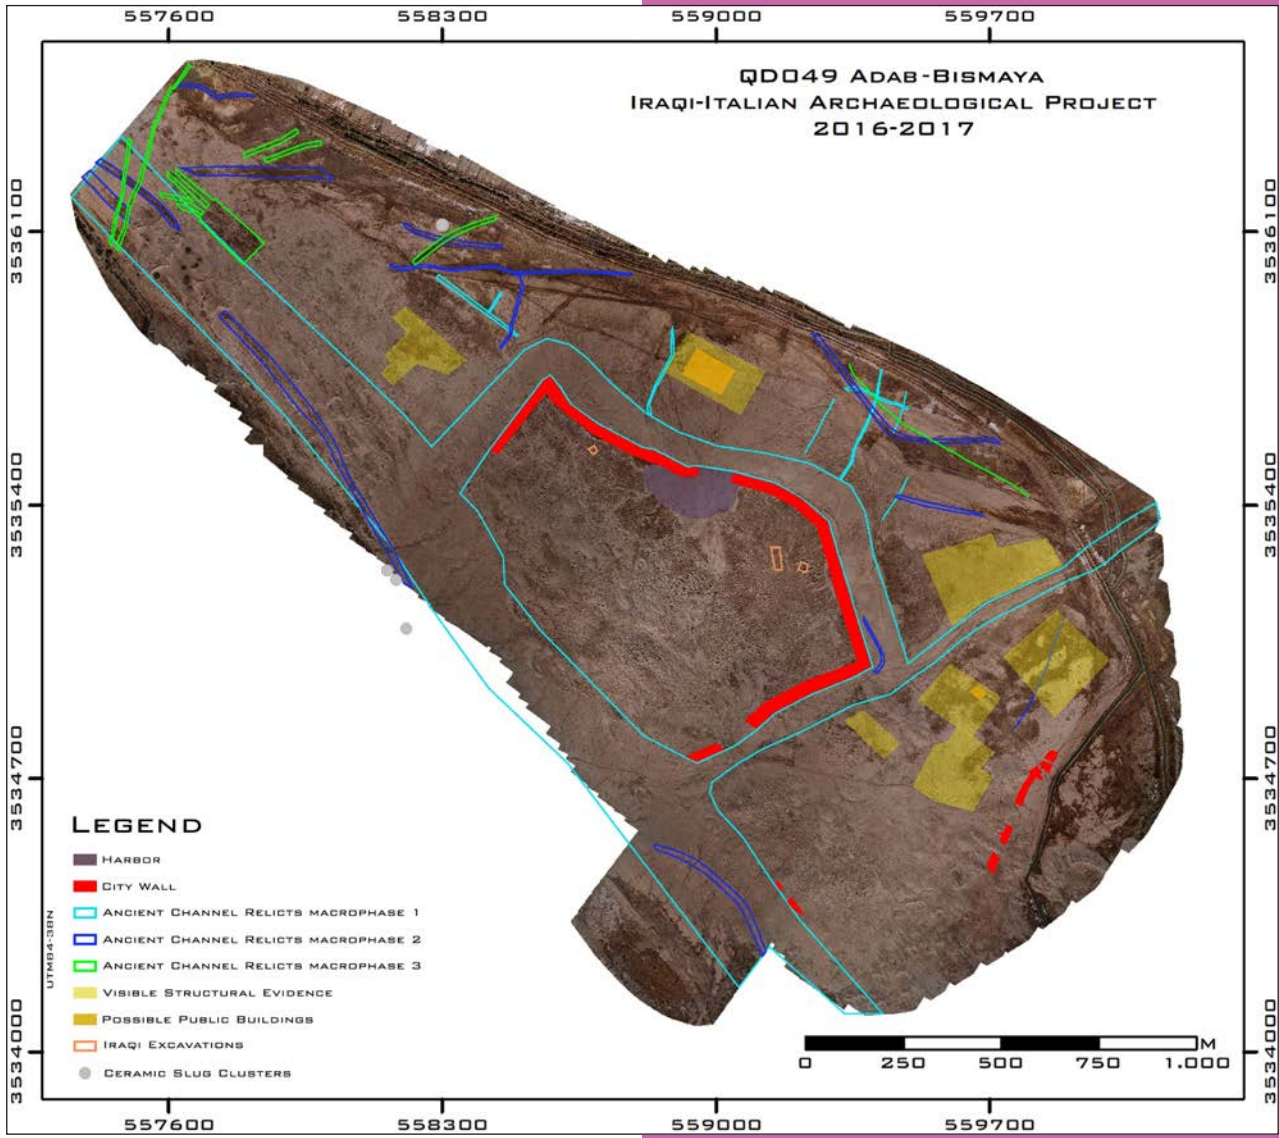 557600 558300 559000 559700
QD049 ADAB-BISMAYA
IRAQI-ITALIAN ARCHAEOLOGICAL PROJECT
2016-2017
3536100
3536100
3535400
3535400
3534700
3534700
3534000
3534000
LEGEND
HARBOR
CITY WALL
ANCIENT CHANNEL RELICTS MACROPHASE 1
ANCIENT CHANNEL RELICTS MACROPHASE 2
ANCIENT CHANNEL RELICTS MACROPHASE 3
VISIBLE STRUCTURAL EVIDENCE
POSSIBLE PUBLIC BUILDINGS
IRAQI EXCAVATIONS
CERAMIC SLUG CLUSTERS
UTM84-38N
M
0 250 500 750 1.000
557600 558300 559000 559700